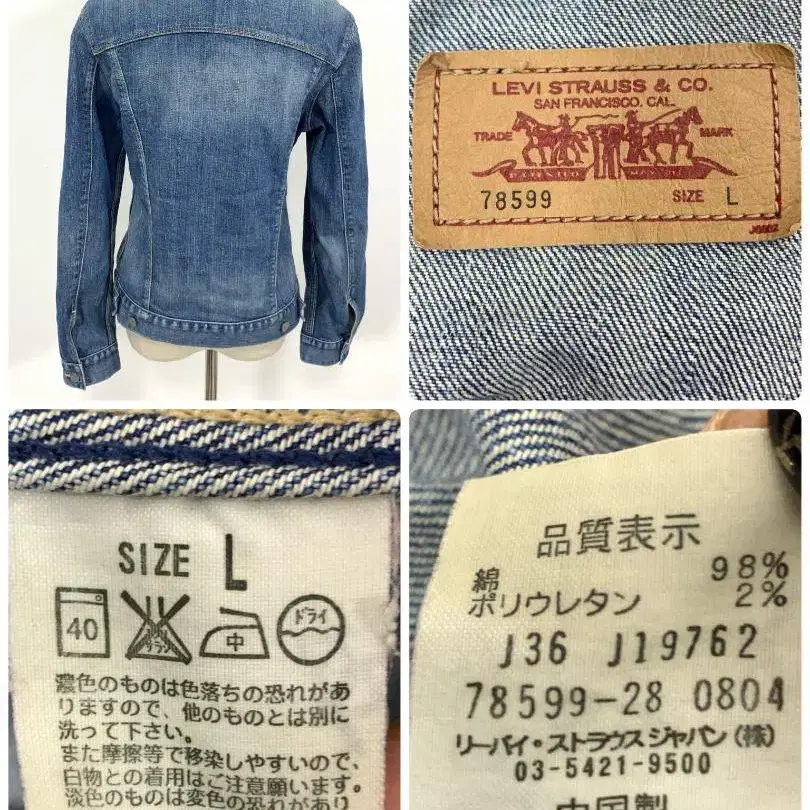 LEVI STRAUSS & CO.
SAN FRANCISCO, CAL.
TRADE MARK
78599 SIZE L
SIZE L
40 中 ドライ
濃色のものは色落ちの恐れがあ
りますので、他のものとは別に
洗って下さい。
また摩擦等で移染しやすいので、
白物との着用はご注意願います。
淡色のものは変色の恐れがあり
品質表示
綿 98%
ポリウレタン 2%
J36 J19762
78599-28 0804
リーバイ・ストラウス ジャパン(株)
03-5421-9500
中国製